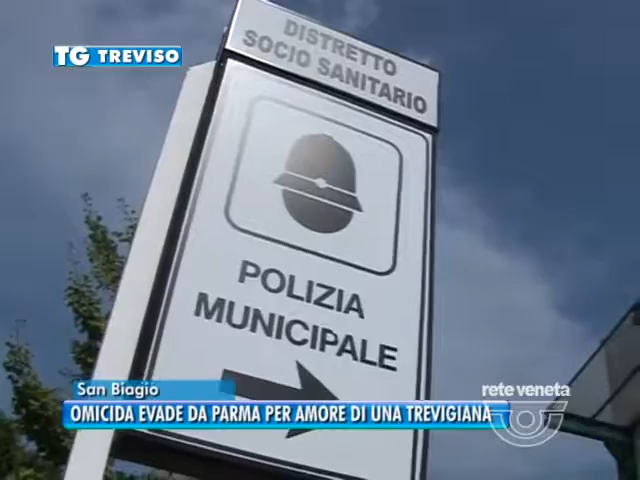 TG TREVISO
DISTRETTO
SOCIO SANITARIO
POLIZIA
MUNICIPALE
San Biagio
rete veneta
OMICIDA EVADE DA PARMA PER AMORE DI UNA TREVIGIANA